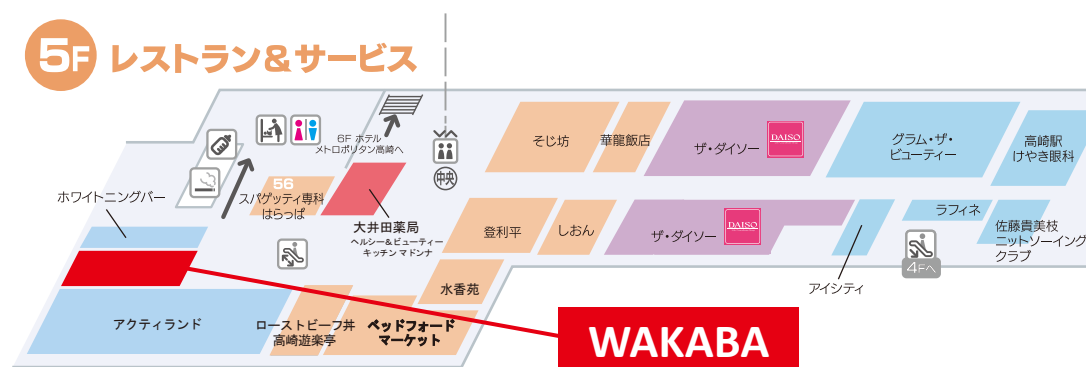 5F レストラン&サービス
6F ホテル
メトロポリタン高崎へ
中央
そじ坊
華龍飯店
ザ・ダイソー
DAISO
グラム・ザ・
ビューティー
高崎駅
けやき眼科
ホワイトニングバー
56
スパゲッティ専科
はらっぱ
大井田薬局
ヘルシー&ビューティー
キッチン マドンナ
登利平
しおん
ザ・ダイソー
DAISO
ラフィネ
佐藤貴美枝
ニットソーイング
クラブ
4Fへ
アイシティ
水香苑
アクティランド
ローストビーフ丼
高崎遊楽亭
ベッドフォード
マーケット
WAKABA